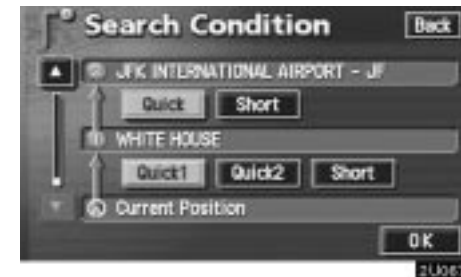 Search Condition Back
JFK INTERNATIONAL AIRPORT - JF
Quick Short
WHITE HOUSE
Quick1 Quick2 Short
Current Position
OK